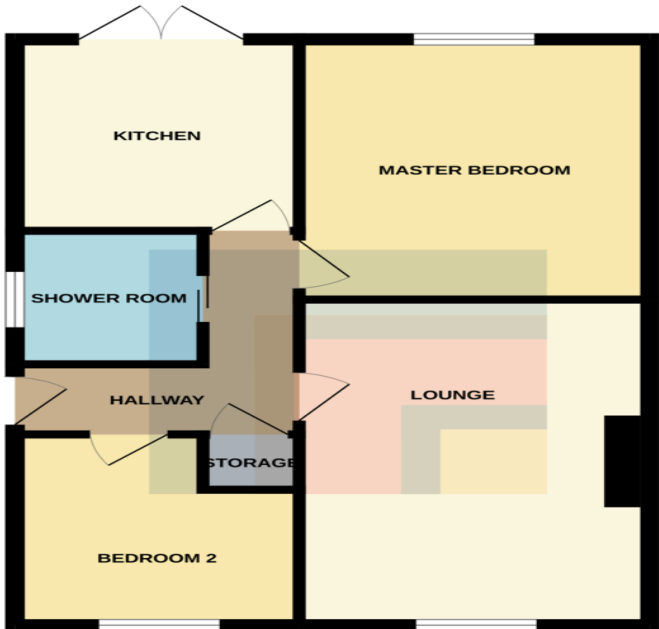 KITCHEN
MASTER BEDROOM
SHOWER ROOM
HALLWAY
LOUNGE
STORAGE
BEDROOM 2